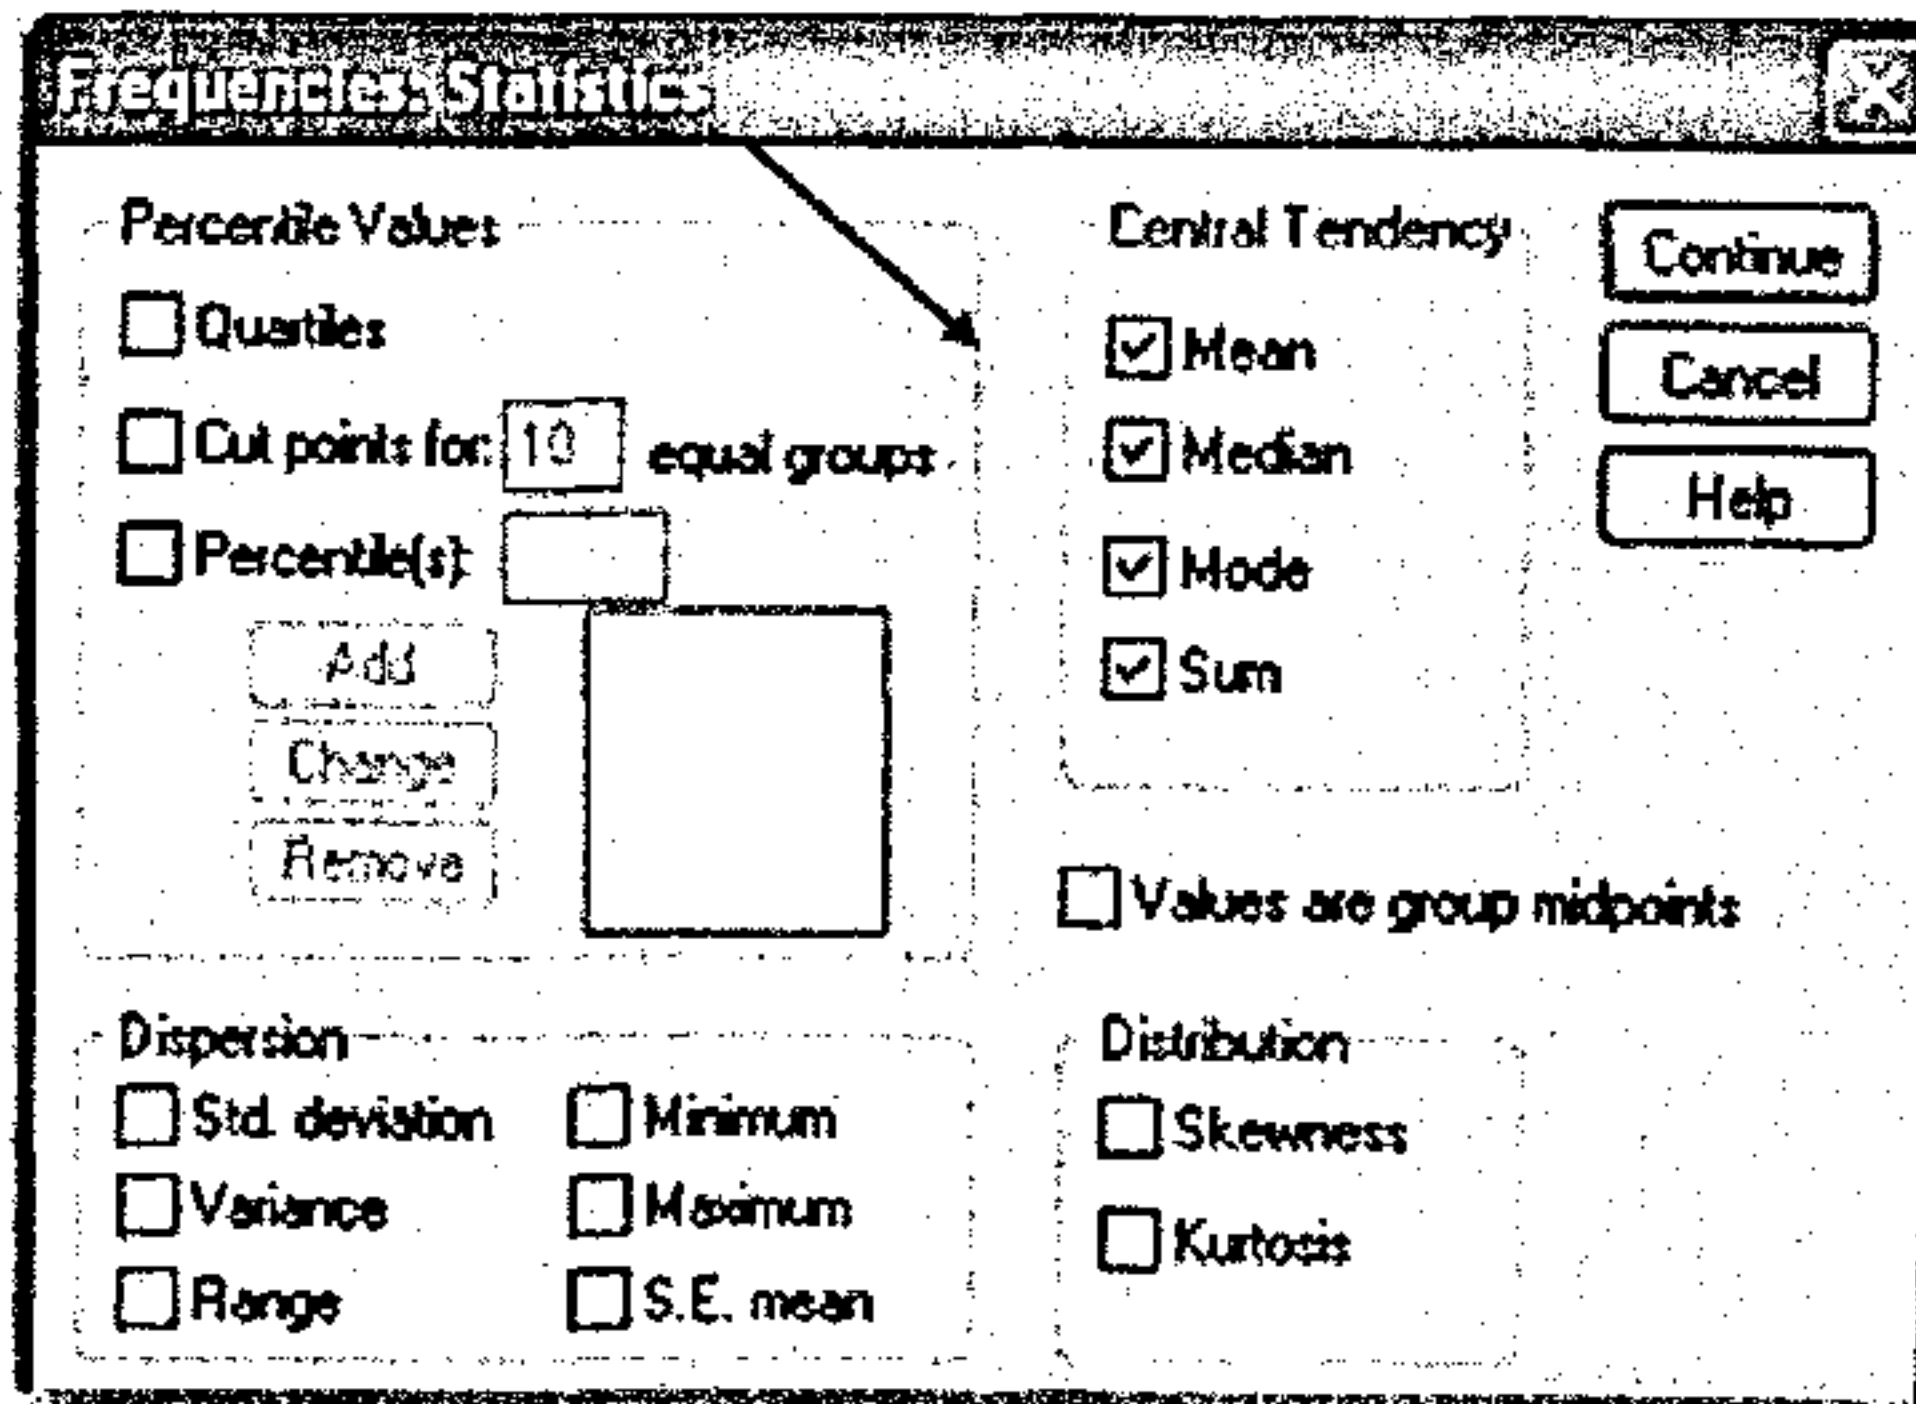 Frequencies: Statistics
Percentile Values
Quartiles
Cut points for: 10 equal groups
Percentile(s):
Add
Change
Remove
Central Tendency
Mean
Median
Mode
Sum
Continue
Cancel
Help
Values are group midpoints
Dispersion
Std. deviation
Minimum
Variance
Maximum
Range
S.E. mean
Distribution
Skewness
Kurtosis